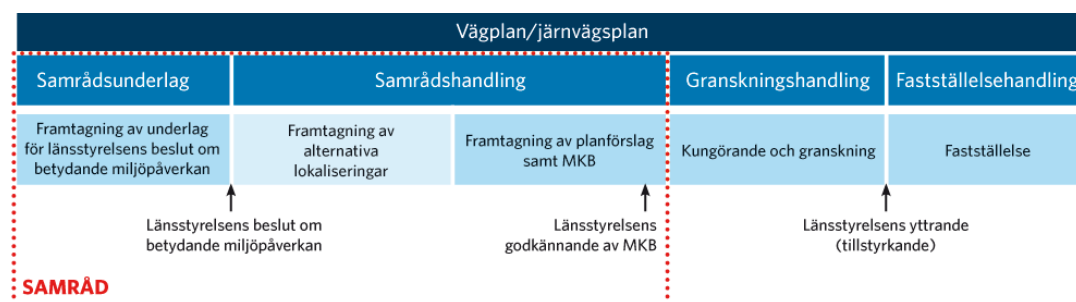 Vägplan/järnvägsplan
Samrådsunderlag
Samrådshandling
Granskningshandling
Fastställelsehandling
Framtagning av underlag
för länsstyrelsens beslut om
betydande miljöpåverkan
Framtagning av
alternativa
lokaliseringar
Framtagning av planförslag
samt MKB
Kungörande och granskning
Fastställelse
Länsstyrelsens beslut om
betydande miljöpåverkan
Länsstyrelsens
godkännande av MKB
Länsstyrelsens yttrande
(tillstyrkande)
SAMRÅD